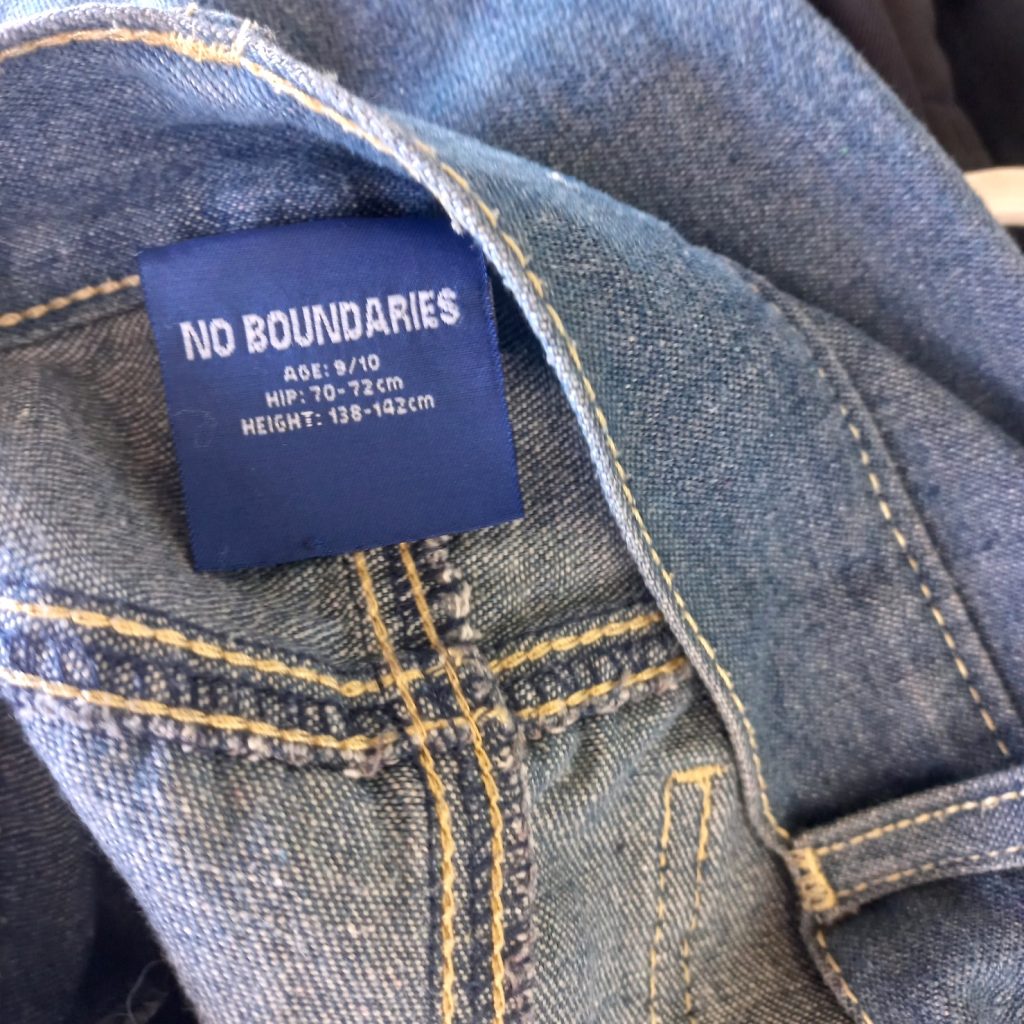 NO BOUNDARIES
AGE: 9/10
HIP: 70-72cm
HEIGHT: 138-142cm